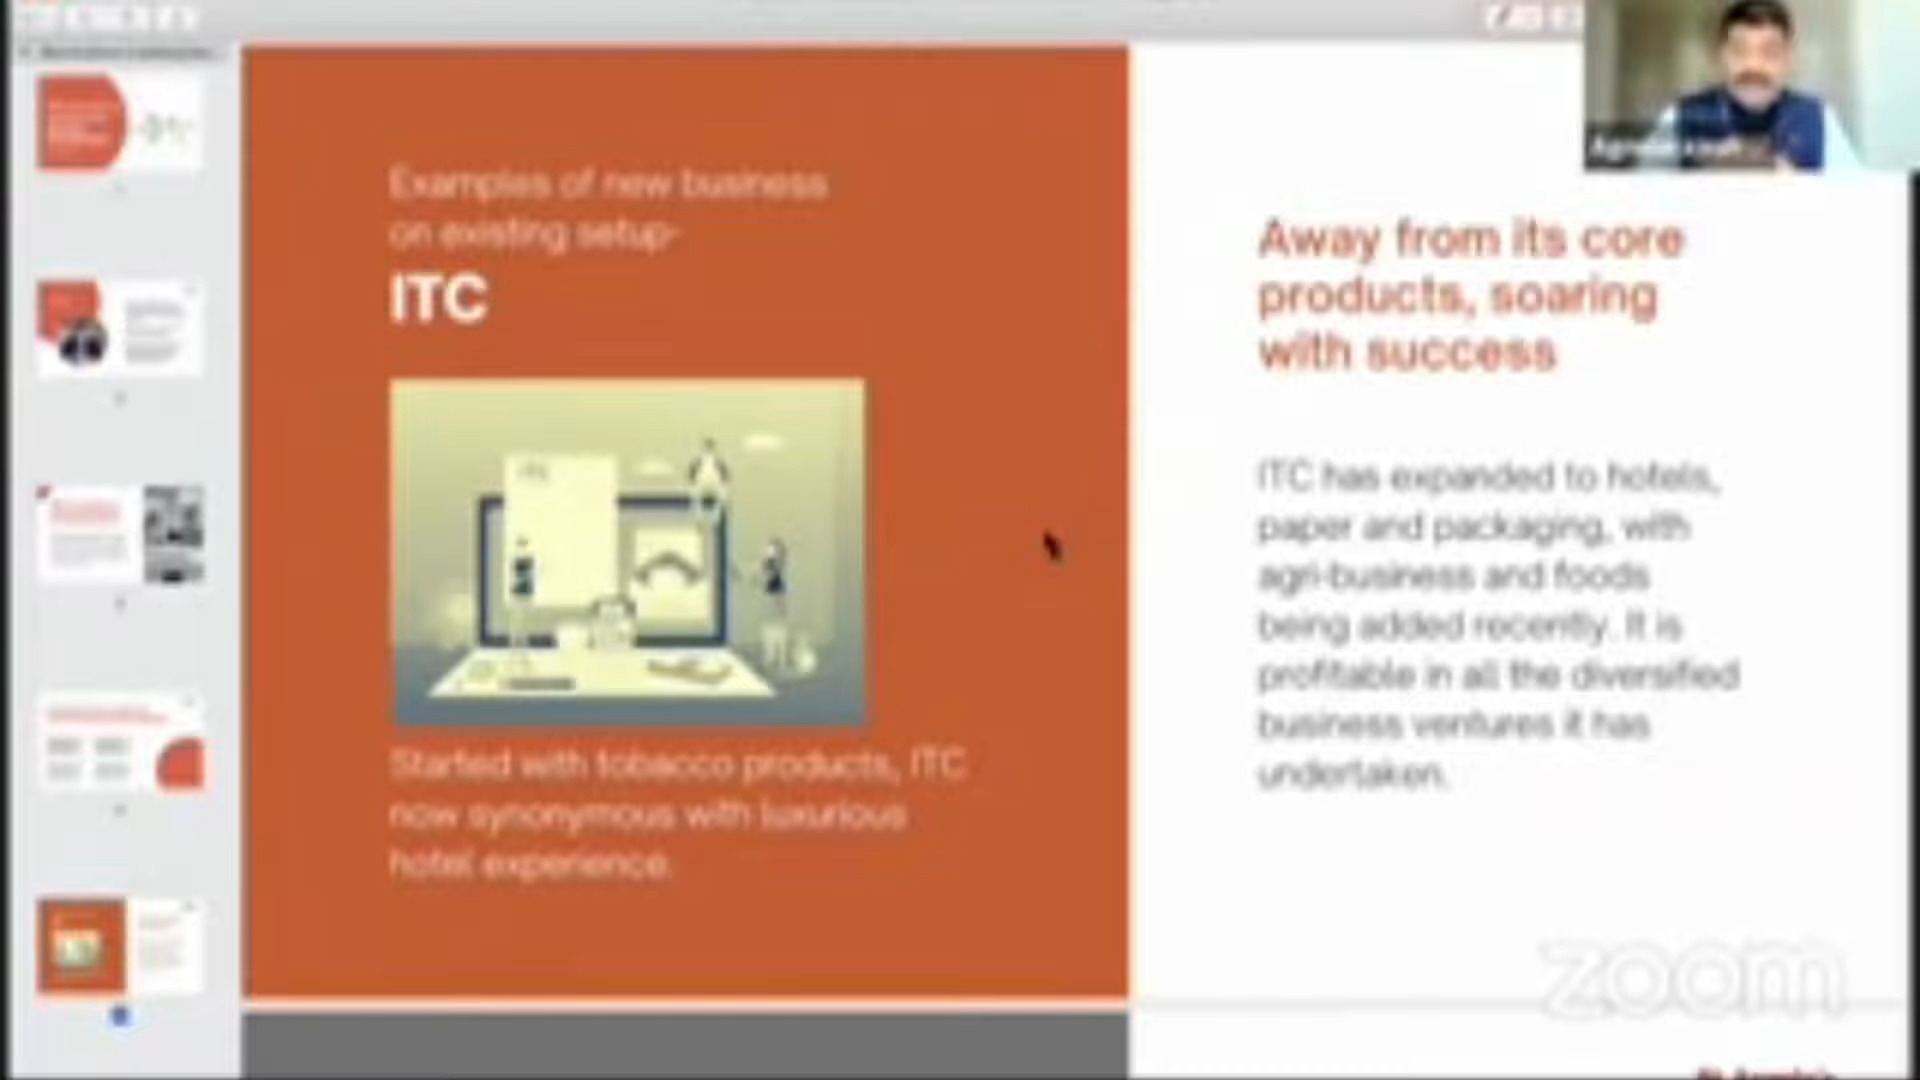 Examples of new business
on existing setup-
ITC
Started with tobacco products, ITC
now synonymous with luxurious
hotel experience.
Away from its core
products, soaring
with success
ITC has expanded to hotels,
paper and packaging, with
agri-business and foods
being added recently. It is
profitable in all the diversified
business ventures it has
undertaken.
zoom